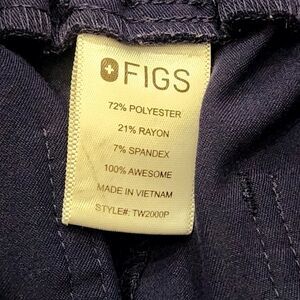 FIGS
72% POLYESTER
21% RAYON
7% SPANDEX
100% AWESOME
MADE IN VIETNAM
STYLE#: TW2000P